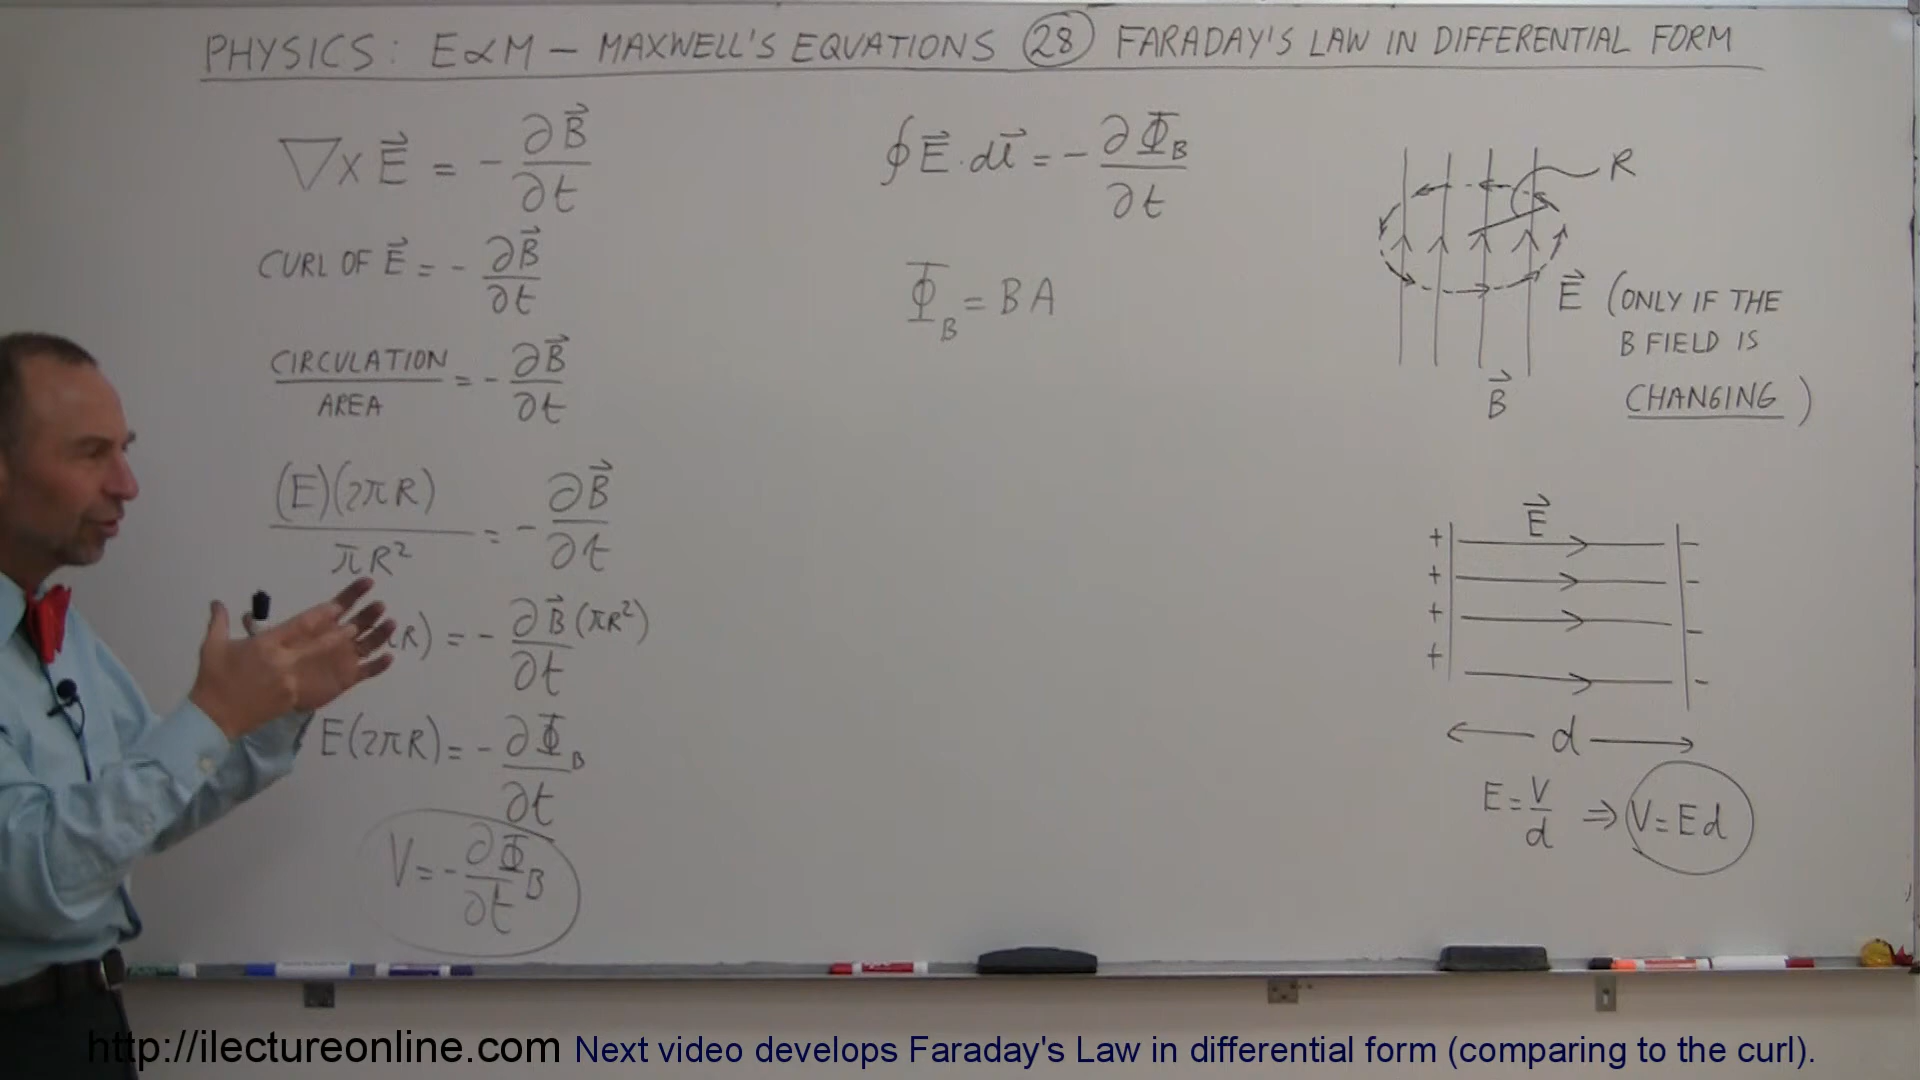 PHYSICS: E&M – MAXWELL'S EQUATIONS 28 FARADAY'S LAW IN DIFFERENTIAL FORM
∇ x E⃗ = - ∂B⃗/∂t
CURL OF E⃗ = - ∂B⃗/∂t
CIRCULATION/AREA = - ∂B⃗/∂t
(E)(2πR)/πR² = - ∂B⃗/∂t
R) = - ∂B⃗(πR²)/∂t
E(2πR) = - ∂Φ_B/∂t
V = - ∂Φ_B/∂t
∮E⃗·dl⃗ = - ∂Φ_B/∂t
Φ_B = BA
R
E⃗ (ONLY IF THE
B FIELD IS
CHANGING)
B⃗
E⃗
+ -
+ -
+ -
+ -
d
E = V/d ⇒ V = Ed
http://ilectureonline.com Next video develops Faraday's Law in differential form (comparing to the curl).